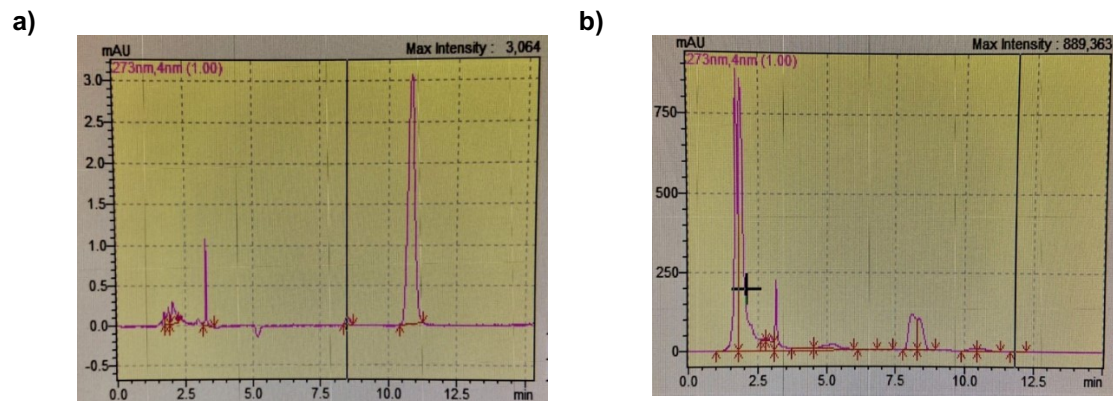 a)
mAU
Max Intensity : 3,064
273nm,4nm (1.00)
3.0
2.5
2.0
1.5
1.0
0.5
0.0
-0.5
0.0 2.5 5.0 7.5 10.0 12.5 min
b)
mAU
Max Intensity : 889,363
273nm,4nm (1.00)
750
500
250
0
0.0 2.5 5.0 7.5 10.0 12.5 min